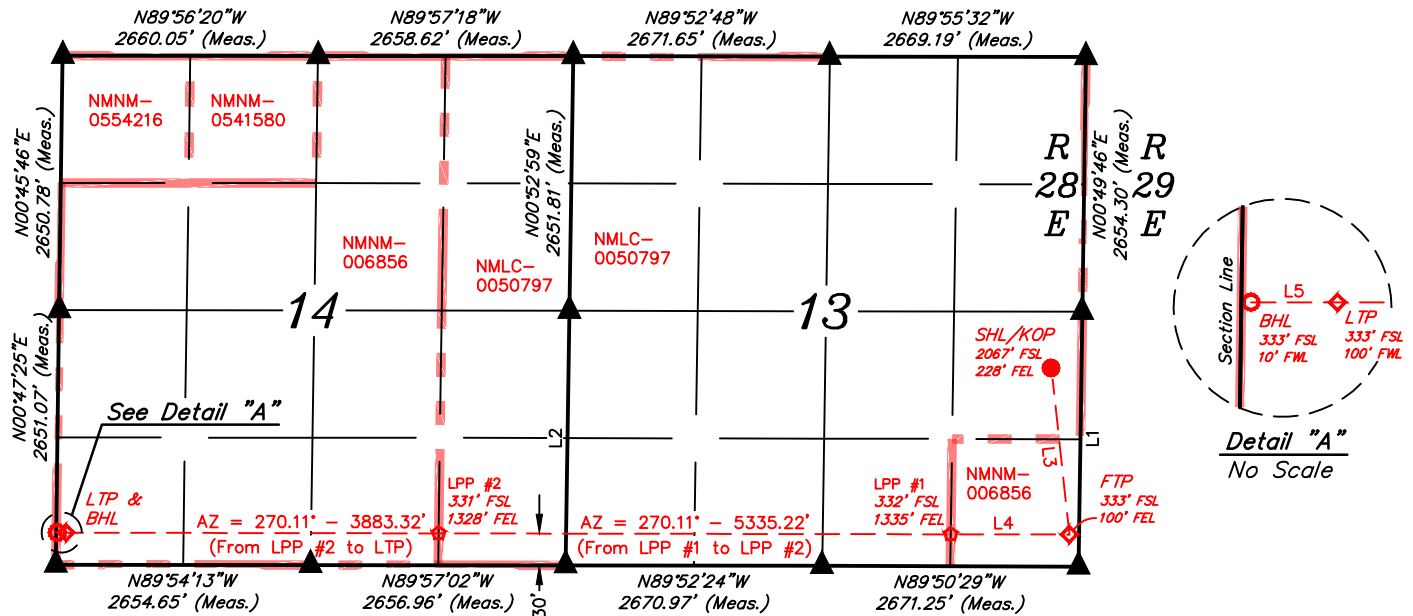 N89°56'20"W
2660.05' (Meas.)
N89°57'18"W
2658.62' (Meas.)
N89°52'48"W
2671.65' (Meas.)
N89°55'32"W
2669.19' (Meas.)
N00°45'46"E
2650.78' (Meas.)
NMNM-
0554216
NMNM-
0541580
N00°52'59"E
2651.81' (Meas.)
R
28
E
R
29
E
N00°49'46"E
2654.30' (Meas.)
NMNM-
006856
NMLC-
0050797
NMLC-
0050797
14
13
Section Line
L5
BHL
333' FSL
10' FWL
LTP
333' FSL
100' FWL
Detail "A"
No Scale
N00°47'25"E
2651.07' (Meas.)
See Detail "A"
SHL/KOP
2067' FSL
228' FEL
L2
L1
L3
LTP &
BHL
LPP #2
331' FSL
1328' FEL
LPP #1
332' FSL
1335' FEL
NMNM-
006856
L4
FTP
333' FSL
100' FEL
AZ = 270.11° - 3883.32'
(From LPP #2 to LTP)
AZ = 270.11° - 5335.22'
(From LPP #1 to LPP #2)
N89°54'13"W
2654.65' (Meas.)
N89°57'02"W
2656.96' (Meas.)
N89°52'24"W
2670.97' (Meas.)
N89°50'29"W
2671.25' (Meas.)